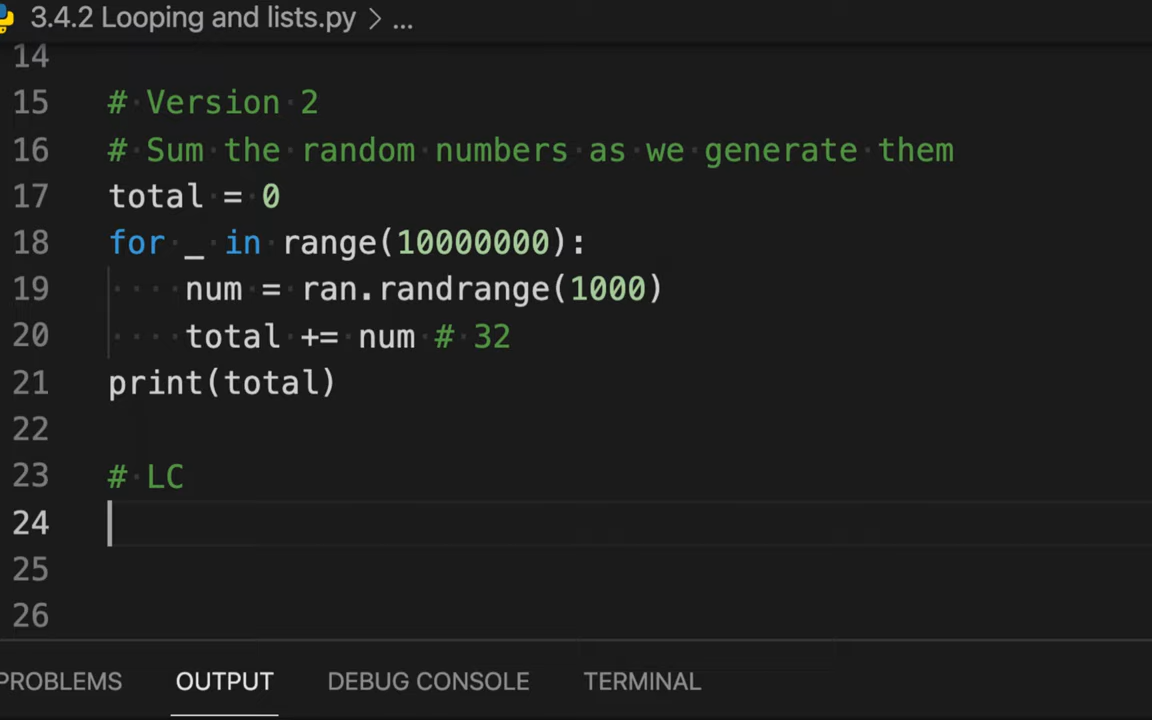 3.4.2 Looping and lists.py > ...
14
15 # Version 2
16 # Sum the random numbers as we generate them
17 total = 0
18 for _ in range(10000000):
19     num = ran.randrange(1000)
20     total += num # 32
21 print(total)
22
23 # LC
24
25
26
PROBLEMS OUTPUT DEBUG CONSOLE TERMINAL